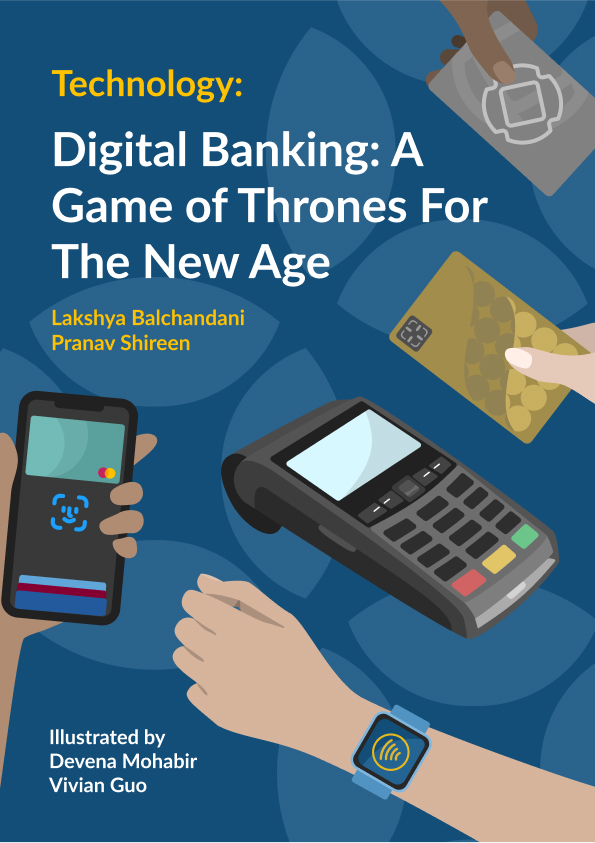 Technology:
Digital Banking: A
Game of Thrones For
The New Age
Lakshya Balchandani
Pranav Shireen
Illustrated by
Devena Mohabir
Vivian Guo